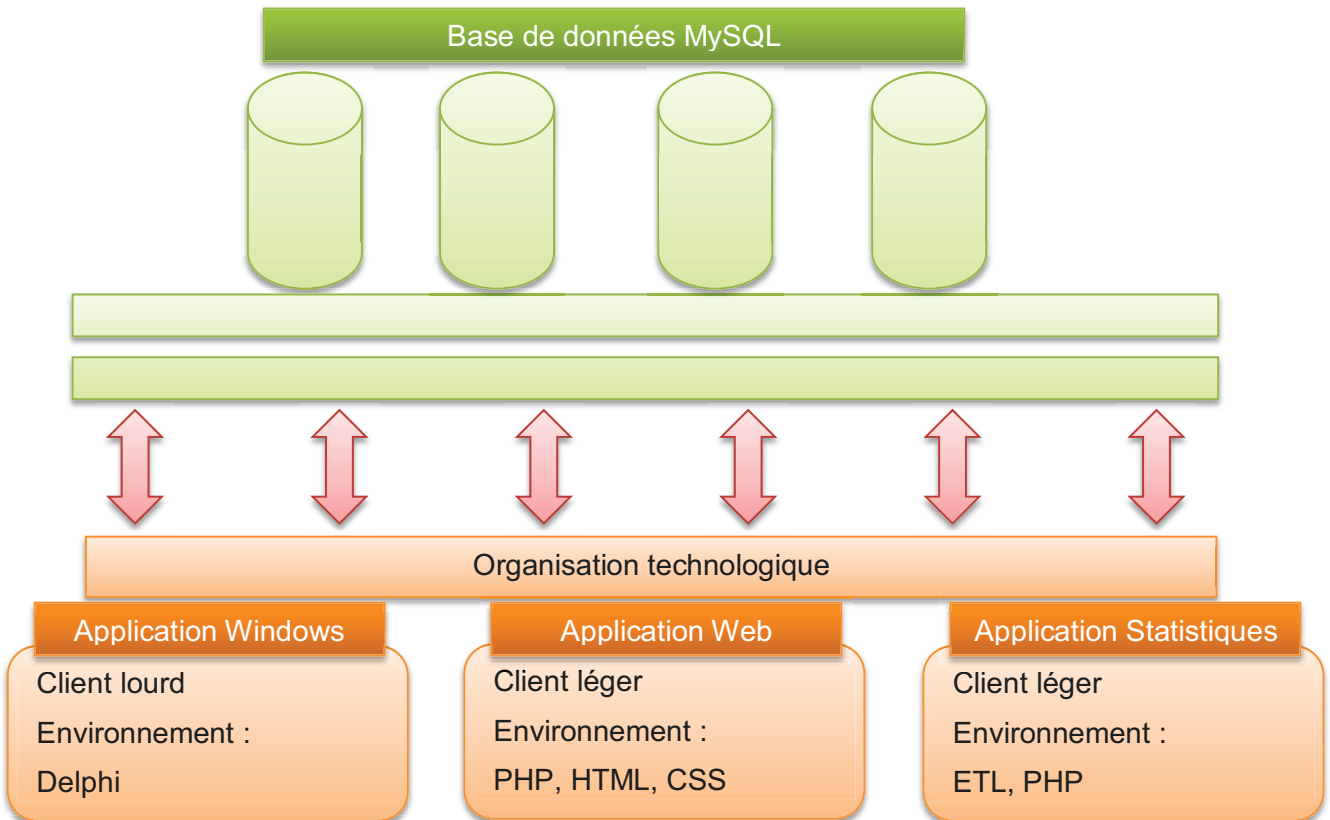 Base de données MySQL
Organisation technologique
Application Windows
Client lourd
Environnement :
Delphi
Application Web
Client léger
Environnement :
PHP, HTML, CSS
Application Statistiques
Client léger
Environnement :
ETL, PHP